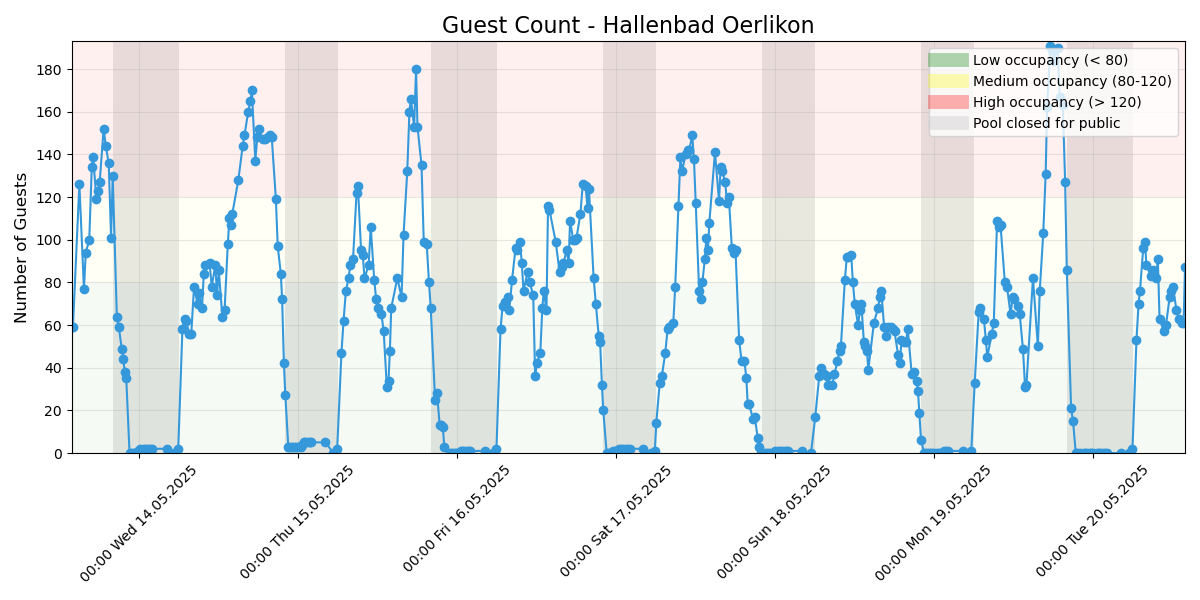 Guest Count - Hallenbad Oerlikon
Number of Guests
180
160
140
120
100
80
60
40
20
0
Low occupancy (< 80)
Medium occupancy (80-120)
High occupancy (> 120)
Pool closed for public
00:00 Wed 14.05.2025
00:00 Thu 15.05.2025
00:00 Fri 16.05.2025
00:00 Sat 17.05.2025
00:00 Sun 18.05.2025
00:00 Mon 19.05.2025
00:00 Tue 20.05.2025